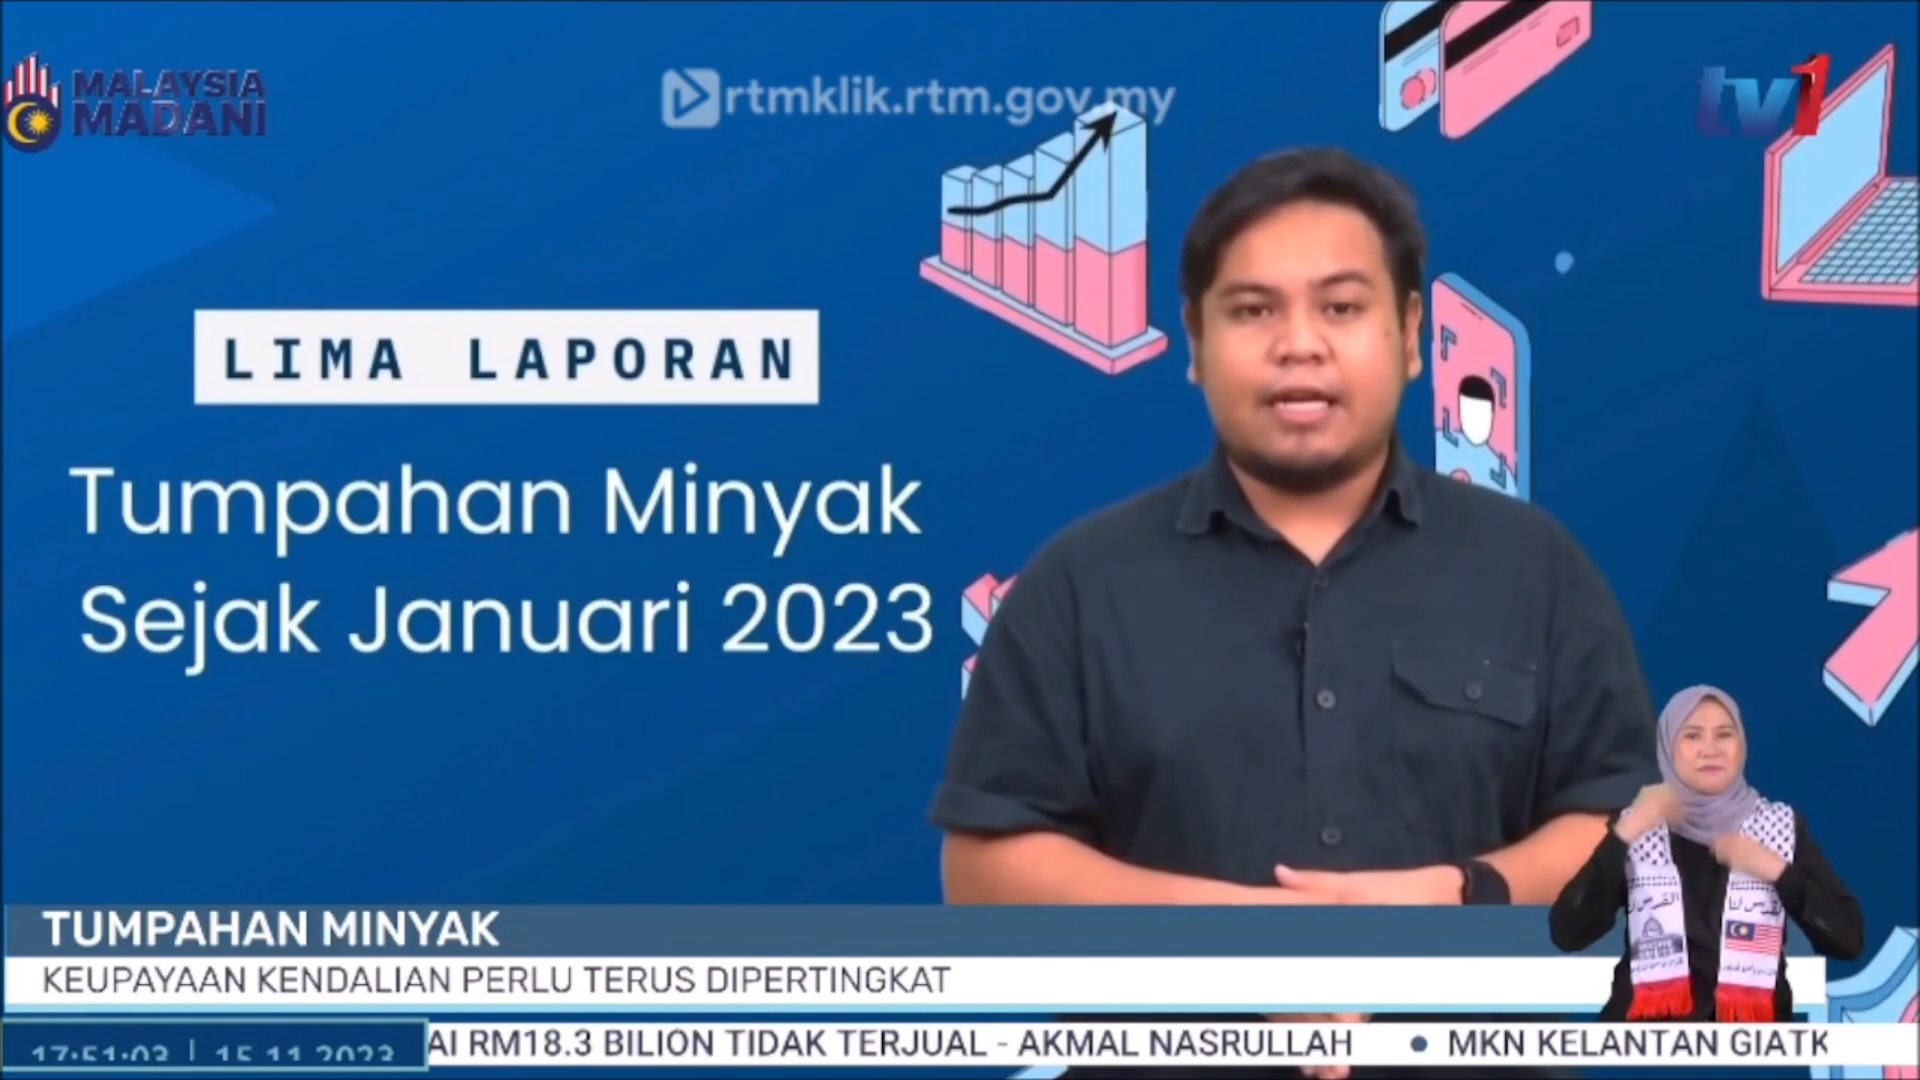 MALAYSIA
MADANI
rtmklik.rtm.gov.my
tv1
LIMA LAPORAN
Tumpahan Minyak
Sejak Januari 2023
TUMPAHAN MINYAK
KEUPAYAAN KENDALIAN PERLU TERUS DIPERTINGKAT
17:51:03 | 15.11.2023
AI RM18.3 BILION TIDAK TERJUAL - AKMAL NASRULLAH • MKN KELANTAN GIATK
القدس لنا